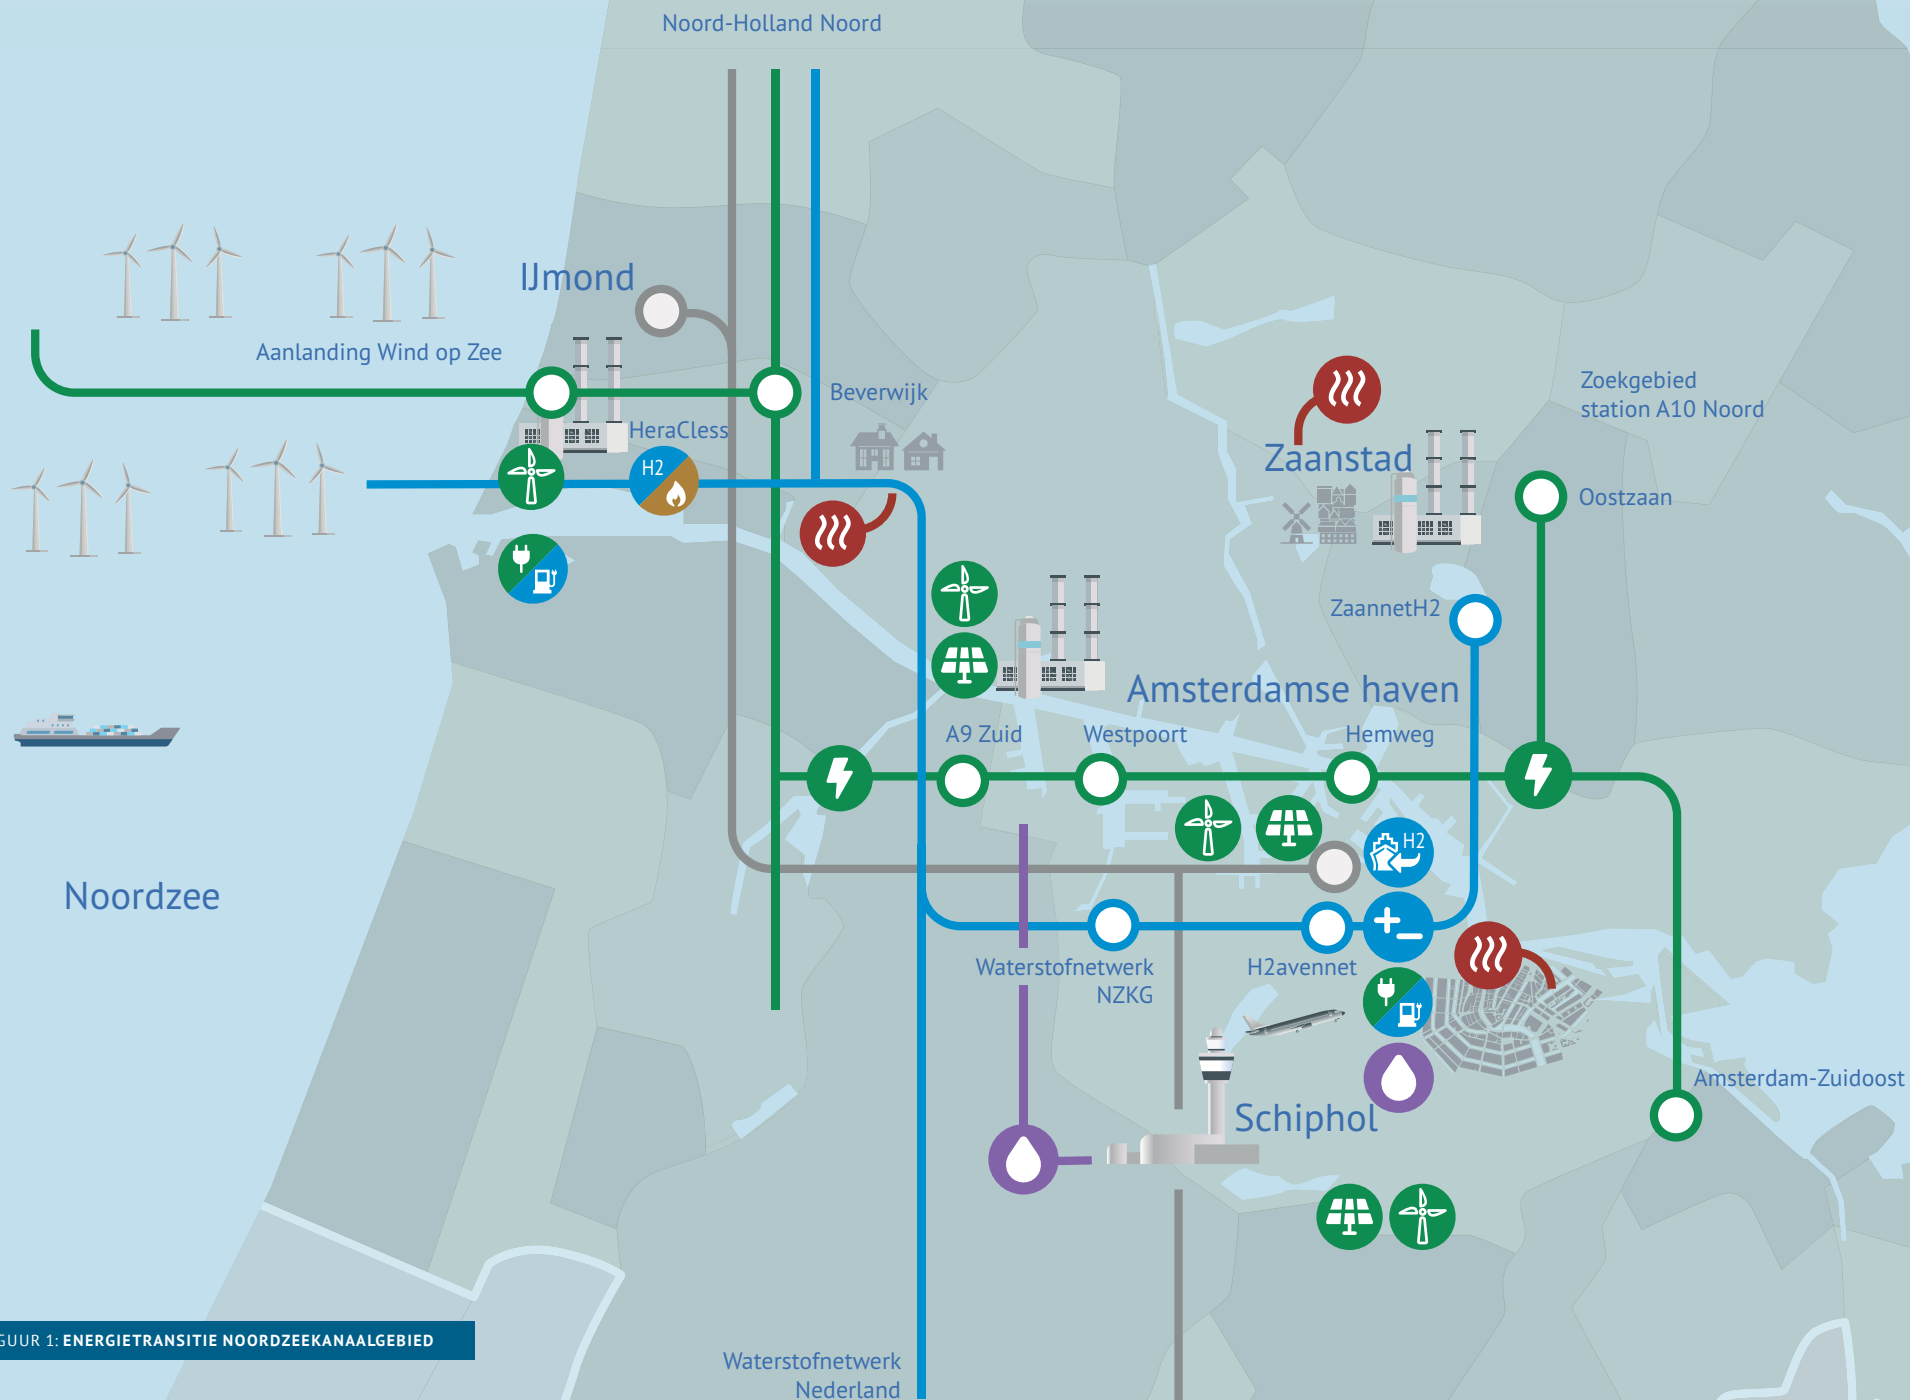 Noord-Holland Noord
IJmond
Aanlanding Wind op Zee
Beverwijk
HeraCless
H2
Zoekgebied
station A10 Noord
Zaanstad
Oostzaan
ZaannetH2
Amsterdamse haven
A9 Zuid
Westpoort
Hemweg
H2
Noordzee
Waterstofnetwerk
NZKG
H2avennet
Amsterdam-Zuidoost
Schiphol
GUUR 1: ENERGIETRANSITIE NOORDZEEKANAALGEBIED
Waterstofnetwerk
Nederland